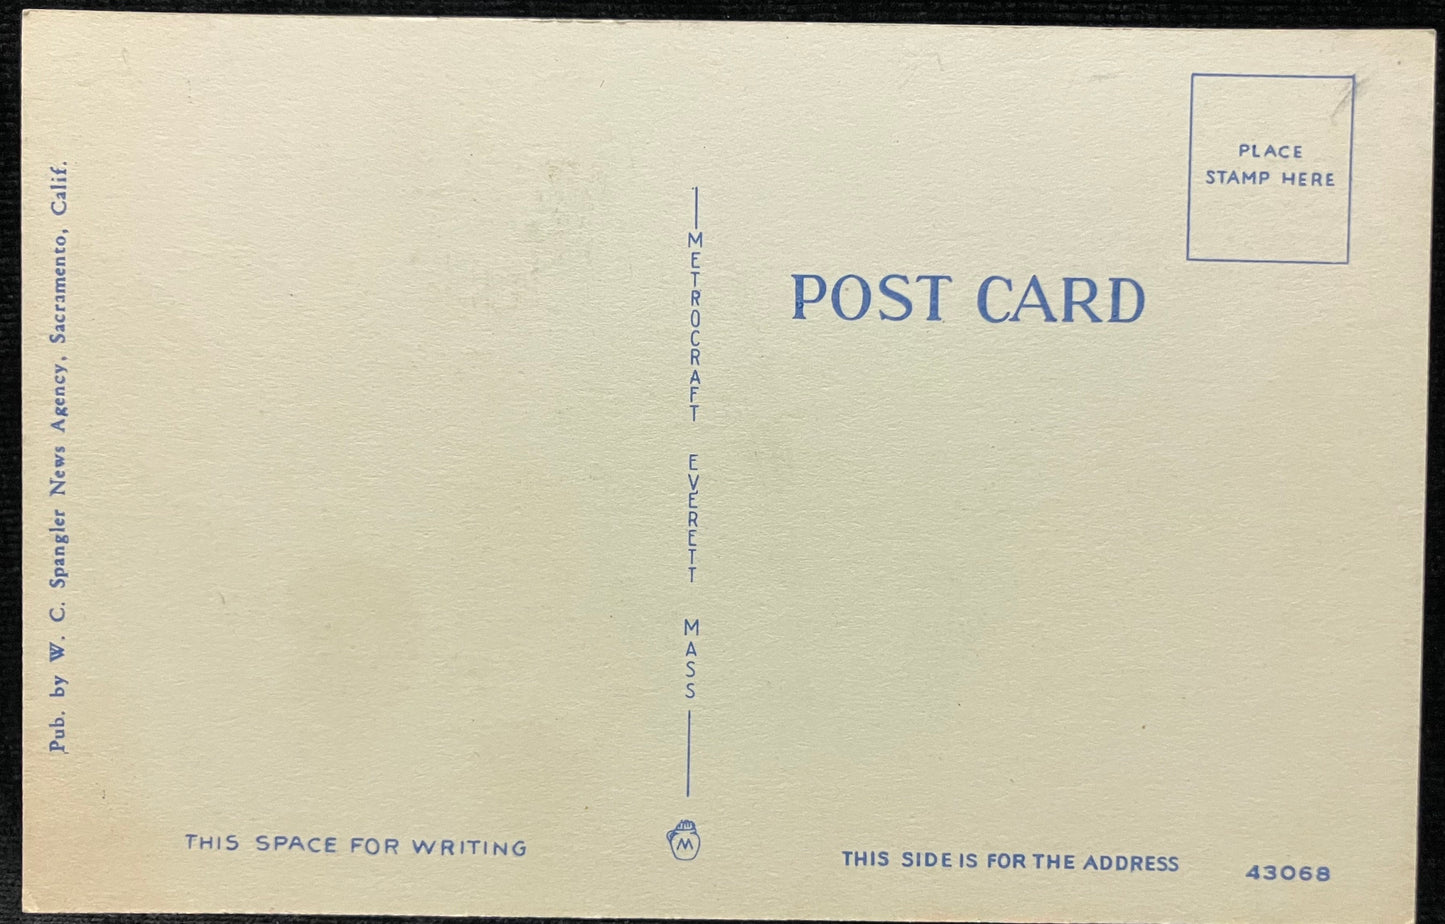 Pub. by W. C. Spangler News Agency, Sacramento, Calif.
THIS SPACE FOR WRITING
METROCRAFT EVERETT MASS
M
POST CARD
PLACE
STAMP HERE
THIS SIDE IS FOR THE ADDRESS
43068